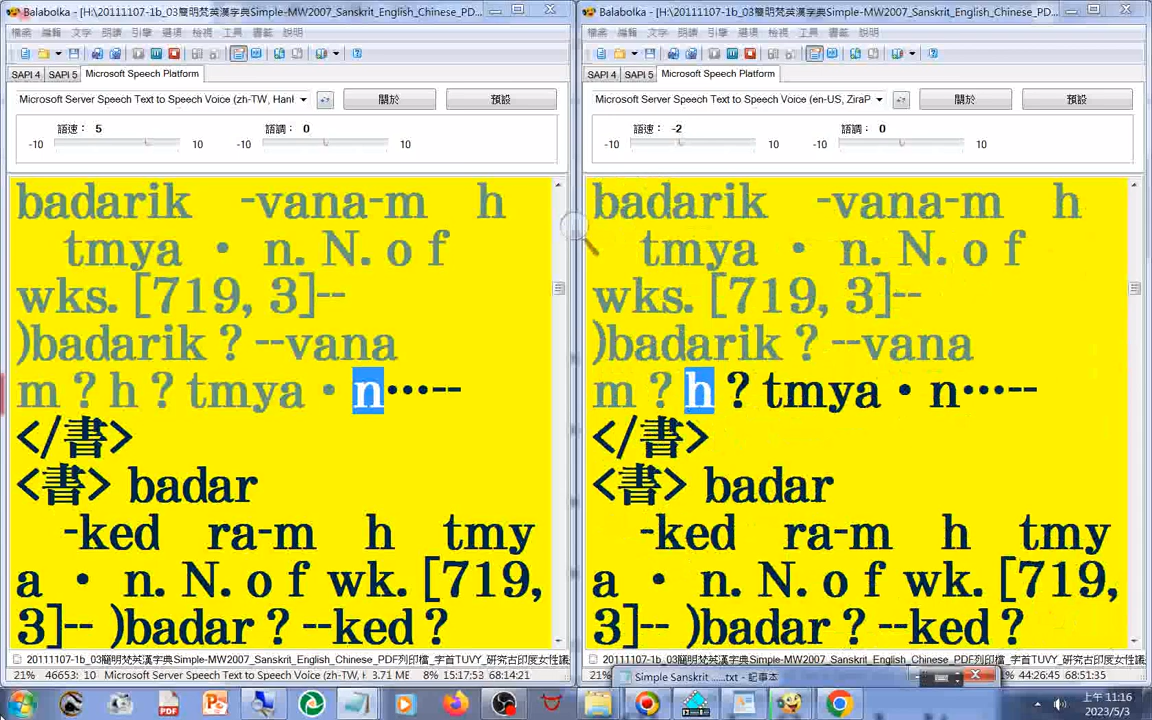 Balabolka - [H:\20111107-1b_03簡明梵英漢字典Simple-MW2007_Sanskrit_English_Chinese_PD...
檔案 編輯 文字 朗讀 引擎 選項 檢視 工具 書籤 說明
SAPI 4 SAPI 5 Microsoft Speech Platform
Microsoft Server Speech Text to Speech Voice (zh-TW, Hanl 關於 預設
語速： 5 語調： 0
-10 10 -10 10
badarik -vana-m h
tmya · n. N. o f
wks. [719, 3]--
)badarik ? --vana
m ? h ? tmya · n…--
</書>
<書> badar
-ked ra-m h tmy
a · n. N. o f wk. [719,
3]-- )badar ? --ked ?
20111107-1b_03簡明梵英漢字典Simple-MW2007_Sanskrit_English_Chinese_PDF列印檔_字首TUVY_研究古印度女性議
21% 46653: 10 Microsoft Server Speech Text to Speech Voice (zh-TW, H 3.71 ME 8% 15:17:53 68:14:21
Balabolka - [H:\20111107-1b_03簡明梵英漢字典Simple-MW2007_Sanskrit_English_Chinese_PD...
檔案 編輯 文字 朗讀 引擎 選項 檢視 工具 書籤 說明
SAPI 4 SAPI 5 Microsoft Speech Platform
Microsoft Server Speech Text to Speech Voice (en-US, ZiraP 關於 預設
語速： -2 語調： 0
-10 10 -10 10
badarik -vana-m h
tmya · n. N. o f
wks. [719, 3]--
)badarik ? --vana
m ? h ? tmya · n…--
</書>
<書> badar
-ked ra-m h tmy
a · n. N. o f wk. [719,
3]-- )badar ? --ked ?
20111107-1b_03簡明梵英漢字典Simple-MW2007_Sanskrit_English_Chinese_PDF列印檔_字首TUVY_研究古印度女性議
21% Simple Sanskrit ......txt - 記事本 44:26:45 68:51:35
上午 11:16
2023/5/3